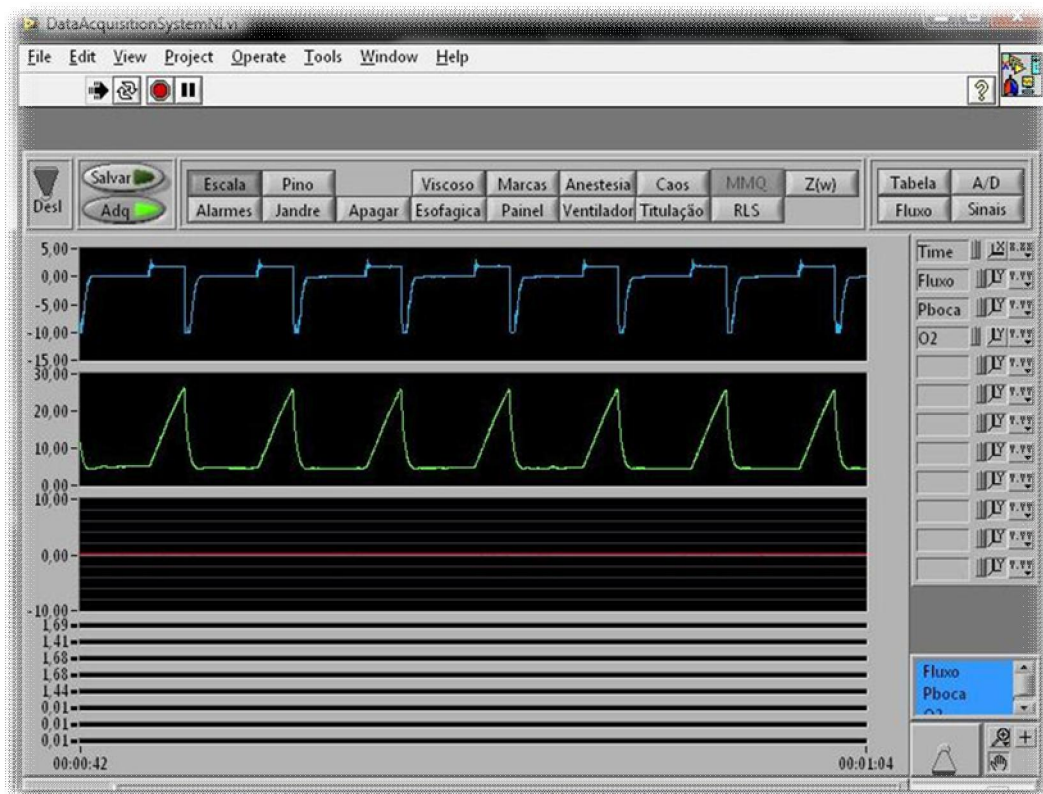 DataAcquisitionSystemNI.vi
File Edit View Project Operate Tools Window Help
Desl
Salvar
Adq
Escala Pino Viscoso Marcas Anestesia Caos MMQ Z(w)
Alarmes Jandre Apagar Esofagica Painel Ventilador Titulação RLS
Tabela A/D
Fluxo Sinais
5,00
0,00
-5,00
-10,00
-15,00
30,00
20,00
10,00
0,00
10,00
0,00
-10,00
1,69
1,41
1,68
1,68
1,44
0,01
0,01
0,01
00:00:42 00:01:04
Time
Fluxo
Pboca
O2
Fluxo
Pboca
O2